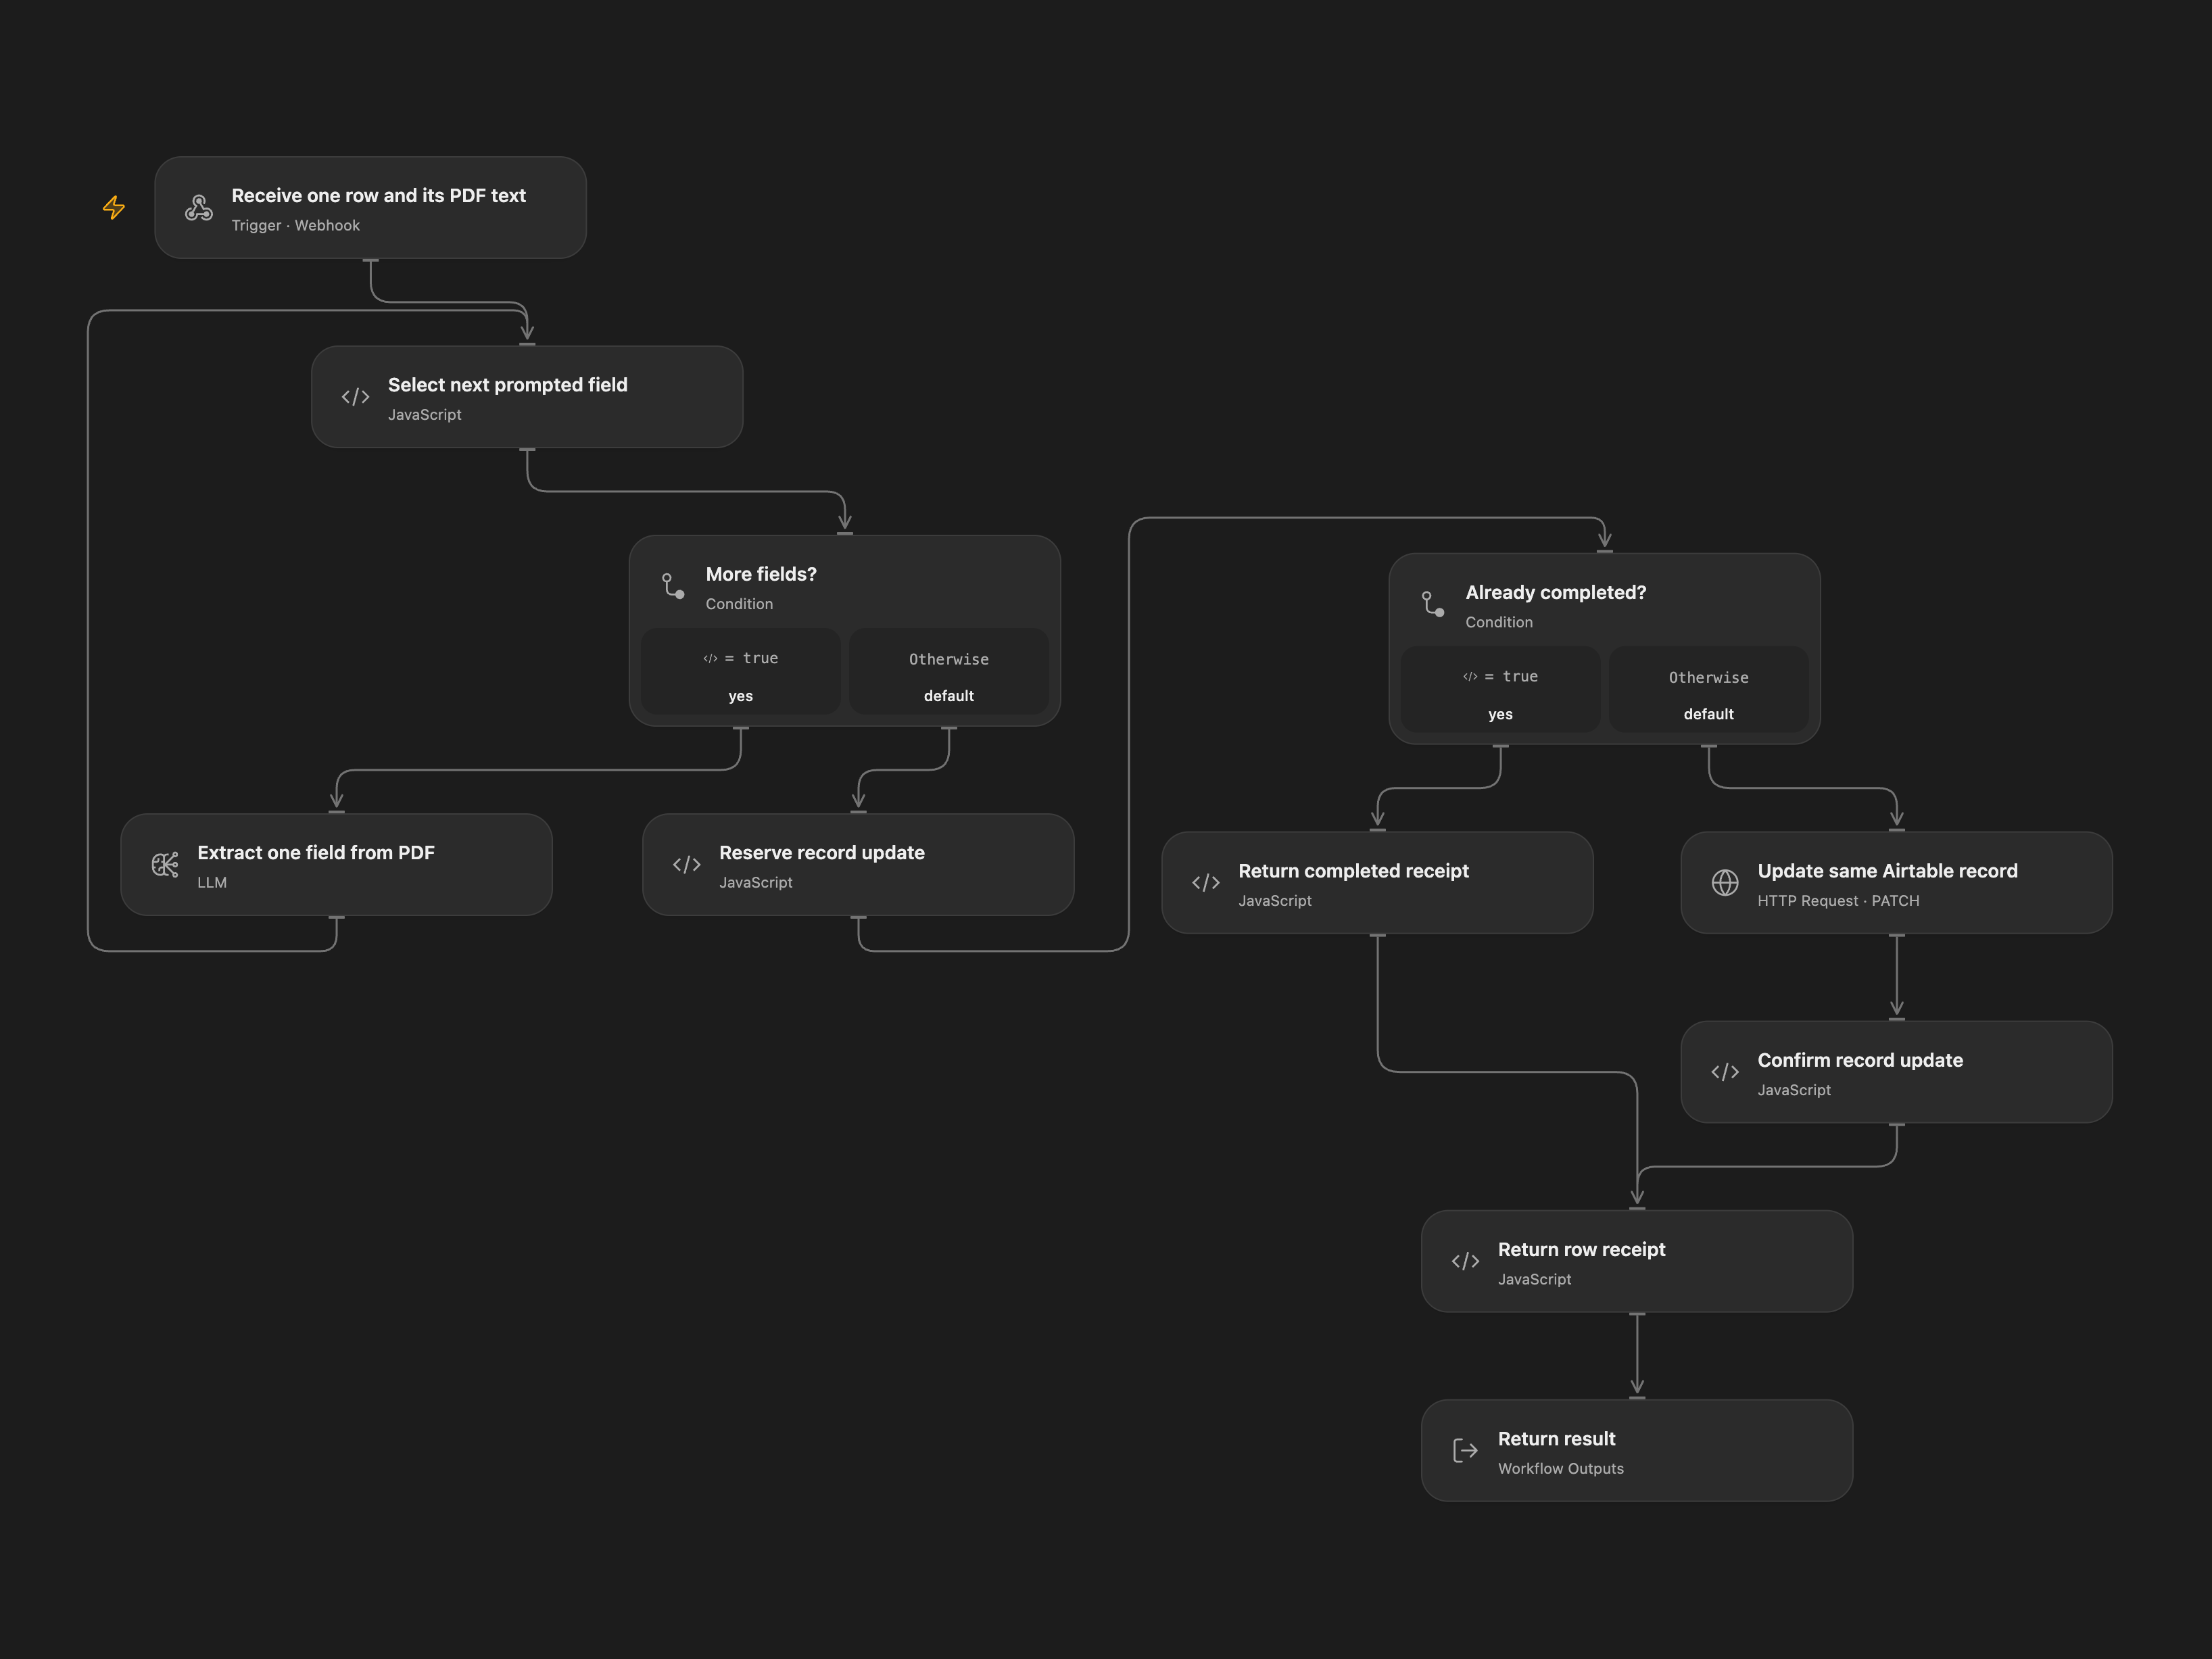 Receive one row and its PDF text
Trigger · Webhook
Select next prompted field
JavaScript
More fields?
Condition
</> = true
yes
Otherwise
default
Extract one field from PDF
LLM
Reserve record update
JavaScript
Already completed?
Condition
</> = true
yes
Otherwise
default
Return completed receipt
JavaScript
Update same Airtable record
HTTP Request · PATCH
Confirm record update
JavaScript
Return row receipt
JavaScript
Return result
Workflow Outputs